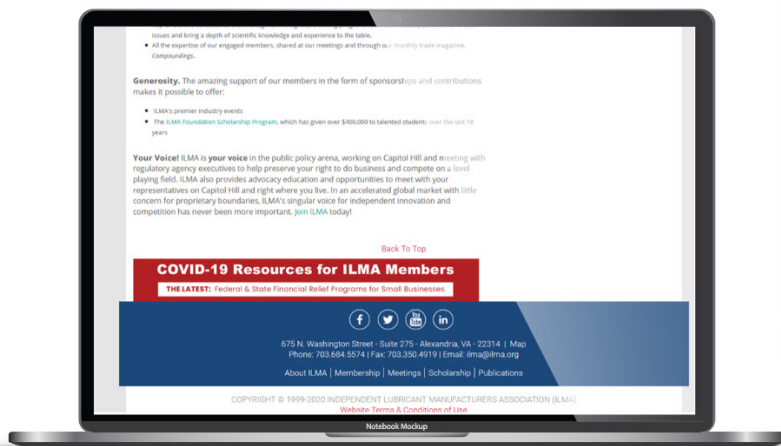 issues and bring a depth of scientific knowledge and experience to the table.
All the expertise of our engaged members, shared at our meetings and through our monthly trade magazine,
Compoundings.
Generosity. The amazing support of our members in the form of sponsorships and contributions
makes it possible to offer:
ILMA's premier industry events
The ILMA Foundation Scholarship Program, which has given over $400,000 to talented students over the last 18
years
Your Voice! ILMA is your voice in the public policy arena, working on Capitol Hill and meeting with
regulatory agency executives to help preserve your right to do business and compete on a level
playing field. ILMA also provides advocacy education and opportunities to meet with your
representatives on Capitol Hill and right where you live. In an accelerated global market with little
concern for proprietary boundaries, ILMA's singular voice for independent innovation and
competition has never been more important. Join ILMA today!
Back To Top
COVID-19 Resources for ILMA Members
THE LATEST: Federal & State Financial Relief Programs for Small Businesses
You Tube
675 N. Washington Street - Suite 275 - Alexandria, VA - 22314 | Map
Phone: 703.684.5574 | Fax: 703.350.4919 | Email: ilma@ilma.org
About ILMA | Membership | Meetings | Scholarship | Publications
COPYRIGHT © 1999-2020 INDEPENDENT LUBRICANT MANUFACTURERS ASSOCIATION (ILMA)
Website Terms & Conditions of Use
Notebook Mockup